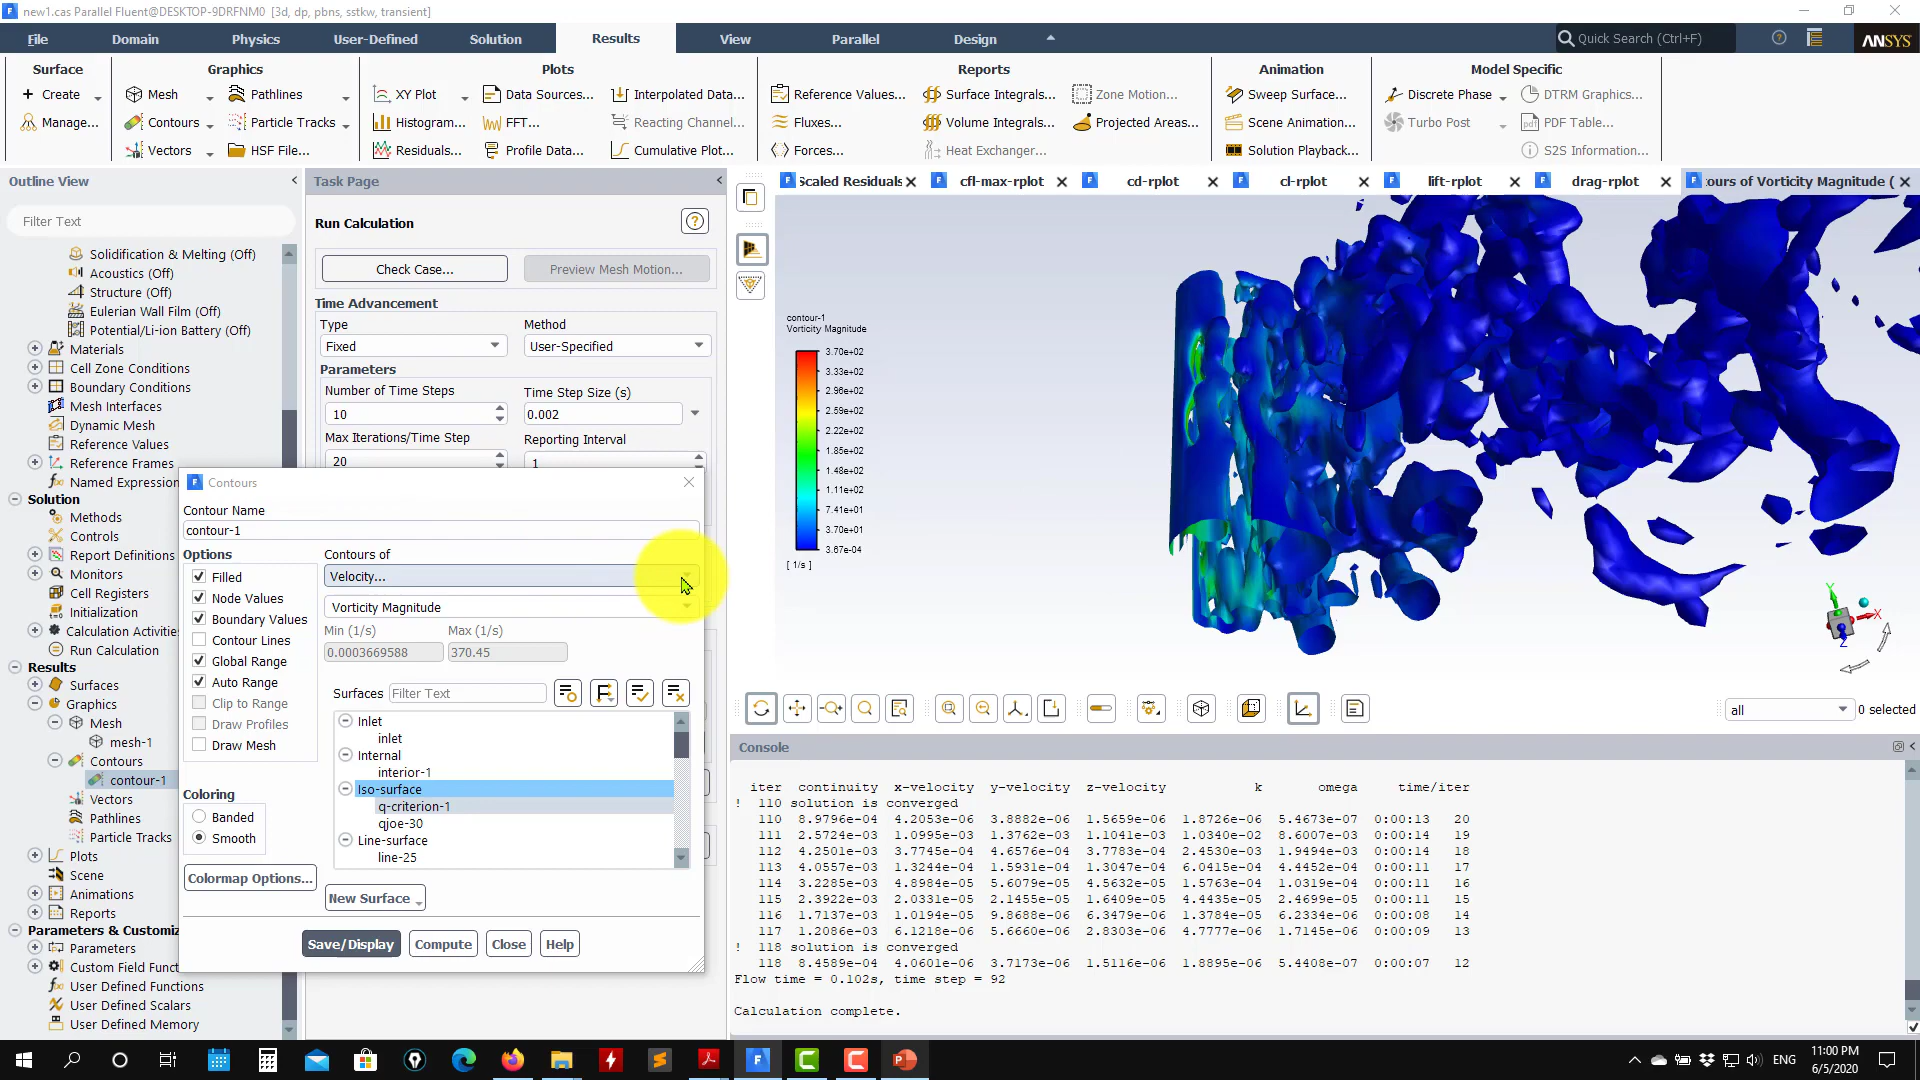 new1.cas Parallel Fluent@DESKTOP-9DRFNM0 [3d, dp, pbns, sstkw, transient]
File Domain Physics User-Defined Solution Results View Parallel Design Quick Search (Ctrl+F) ANSYS
Surface Graphics Plots Reports Animation Model Specific
Create Mesh Pathlines XY Plot Data Sources... Interpolated Data... Reference Values... Surface Integrals... Zone Motion... Sweep Surface... Discrete Phase DTRM Graphics...
Manage... Contours Particle Tracks Histogram... FFT... Reacting Channel... Fluxes... Volume Integrals... Projected Areas... Scene Animation... Turbo Post PDF Table...
Vectors HSF File... Residuals... Profile Data... Cumulative Plot... Forces... Heat Exchanger... Solution Playback... S2S Information...
Outline View
Filter Text
Solidification & Melting (Off)
Acoustics (Off)
Structure (Off)
Eulerian Wall Film (Off)
Potential/Li-ion Battery (Off)
Materials
Cell Zone Conditions
Boundary Conditions
Mesh Interfaces
Dynamic Mesh
Reference Values
Reference Frames
Named Expression
Solution
Methods
Controls
Report Definitions
Monitors
Cell Registers
Initialization
Calculation Activitie
Run Calculation
Results
Surfaces
Graphics
Mesh
mesh-1
Contours
contour-1
Vectors
Pathlines
Particle Tracks
Plots
Scene
Animations
Reports
Parameters & Customiz
Parameters
Custom Field Funct
User Defined Functions
User Defined Scalars
User Defined Memory
Task Page
Run Calculation
Check Case... Preview Mesh Motion...
Time Advancement
Type Method
Fixed User-Specified
Parameters
Number of Time Steps Time Step Size (s)
10 0.002
Max Iterations/Time Step Reporting Interval
20 1
Contours
Contour Name
contour-1
Options
Filled
Node Values
Boundary Values
Contour Lines
Global Range
Auto Range
Clip to Range
Draw Profiles
Draw Mesh
Coloring
Banded
Smooth
Colormap Options...
Contours of
Velocity...
Vorticity Magnitude
Min (1/s) Max (1/s)
0.0003669588 370.45
Surfaces Filter Text
Inlet
inlet
Internal
interior-1
Iso-surface
q-criterion-1
qjoe-30
Line-surface
line-25
New Surface
Save/Display Compute Close Help
Scaled Residuals cfl-max-rplot cd-rplot cl-rplot lift-rplot drag-rplot ours of Vorticity Magnitude (
contour-1
Vorticity Magnitude
3.70e+02
3.33e+02
2.96e+02
2.59e+02
2.22e+02
1.85e+02
1.48e+02
1.11e+02
7.41e+01
3.70e+01
3.67e-04
[ 1/s ]
Y
X
Z
all 0 selected
Console
iter continuity x-velocity y-velocity z-velocity k omega time/iter
! 110 solution is converged
110 8.9796e-04 4.2053e-06 3.8882e-06 1.5659e-06 1.8726e-06 5.4673e-07 0:00:13 20
111 2.5724e-03 1.0995e-03 1.3762e-03 1.1041e-03 1.0340e-02 8.6007e-03 0:00:14 19
112 4.2501e-03 3.7745e-04 4.6576e-04 3.7783e-04 2.4530e-03 1.9494e-03 0:00:14 18
113 4.0557e-03 1.3244e-04 1.5931e-04 1.3047e-04 6.0415e-04 4.4452e-04 0:00:11 17
114 3.2285e-03 4.8984e-05 5.6079e-05 4.5632e-05 1.5763e-04 1.0319e-04 0:00:11 16
115 2.3922e-03 2.0331e-05 2.1455e-05 1.6409e-05 4.4435e-05 2.4699e-05 0:00:11 15
116 1.7137e-03 1.0194e-05 9.8688e-06 6.3479e-06 1.3784e-05 6.2334e-06 0:00:08 14
117 1.2086e-03 6.1218e-06 5.6660e-06 2.8303e-06 4.7777e-06 1.7145e-06 0:00:09 13
! 118 solution is converged
118 8.4589e-04 4.0601e-06 3.7173e-06 1.5116e-06 1.8895e-06 5.4408e-07 0:00:07 12
Flow time = 0.102s, time step = 92
Calculation complete.
ENG 11:00 PM
6/5/2020